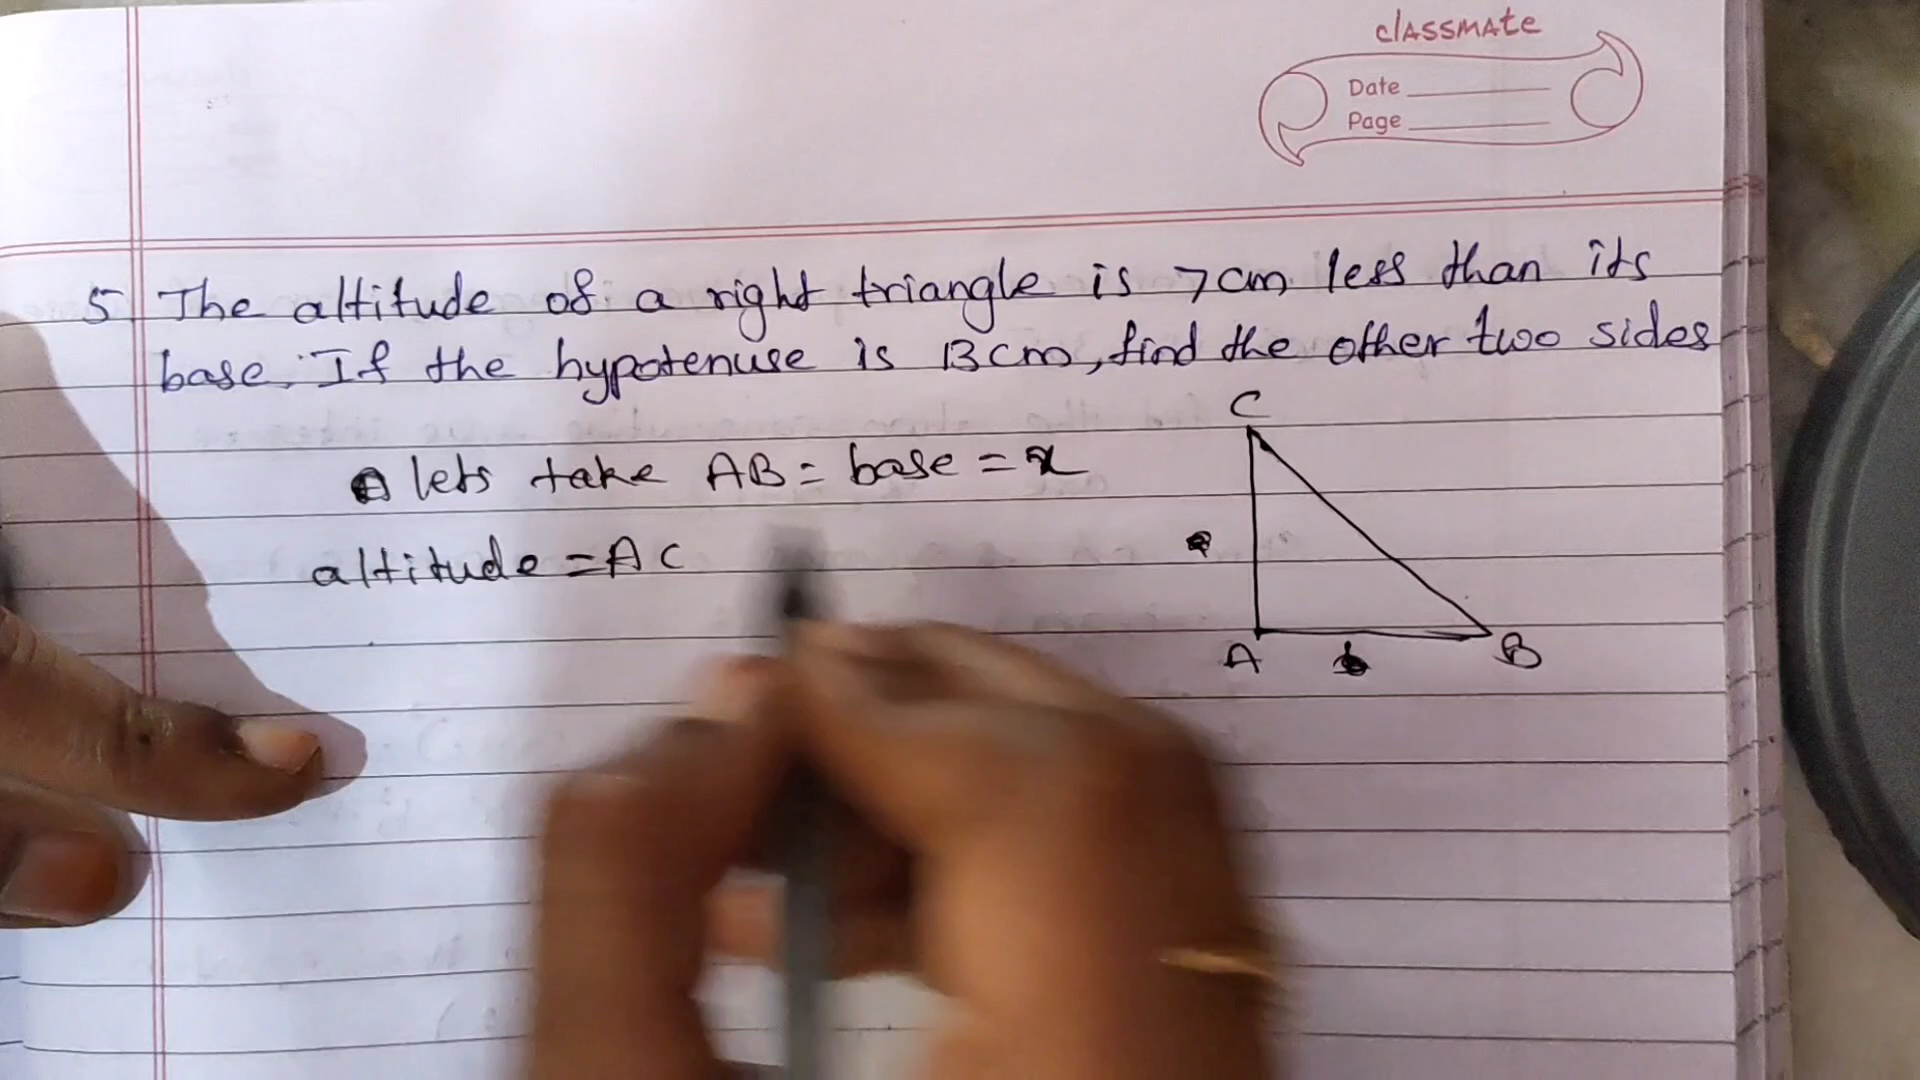 classmate
Date
Page
5. The altitude of a right triangle is 7cm less than its
base. If the hypotenuse is 13cm, find the other two sides
lets take AB = base = x
altitude = AC
C
A
B